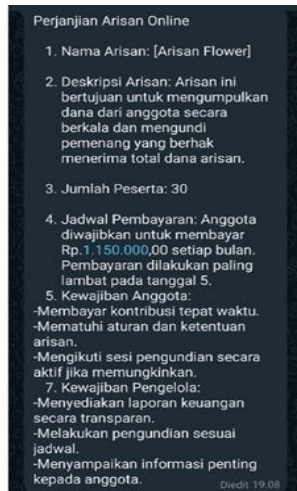 Perjanjian Arisan Online
1. Nama Arisan: [Arisan Flower]
2. Deskripsi Arisan: Arisan ini
bertujuan untuk mengumpulkan
dana dari anggota secara
berkala dan mengundi
pemenang yang berhak
menerima total dana arisan.
3. Jumlah Peserta: 30
4. Jadwal Pembayaran: Anggota
diwajibkan untuk membayar
Rp.1.150.000,00 setiap bulan.
Pembayaran dilakukan paling
lambat pada tanggal 5.
5. Kewajiban Anggota:
-Membayar kontribusi tepat waktu.
-Mematuhi aturan dan ketentuan
arisan.
-Mengikuti sesi pengundian secara
aktif jika memungkinkan.
7. Kewajiban Pengelola:
-Menyediakan laporan keuangan
secara transparan.
-Melakukan pengundian sesuai
jadwal.
-Menyampaikan informasi penting
kepada anggota.
Diedit 19.08